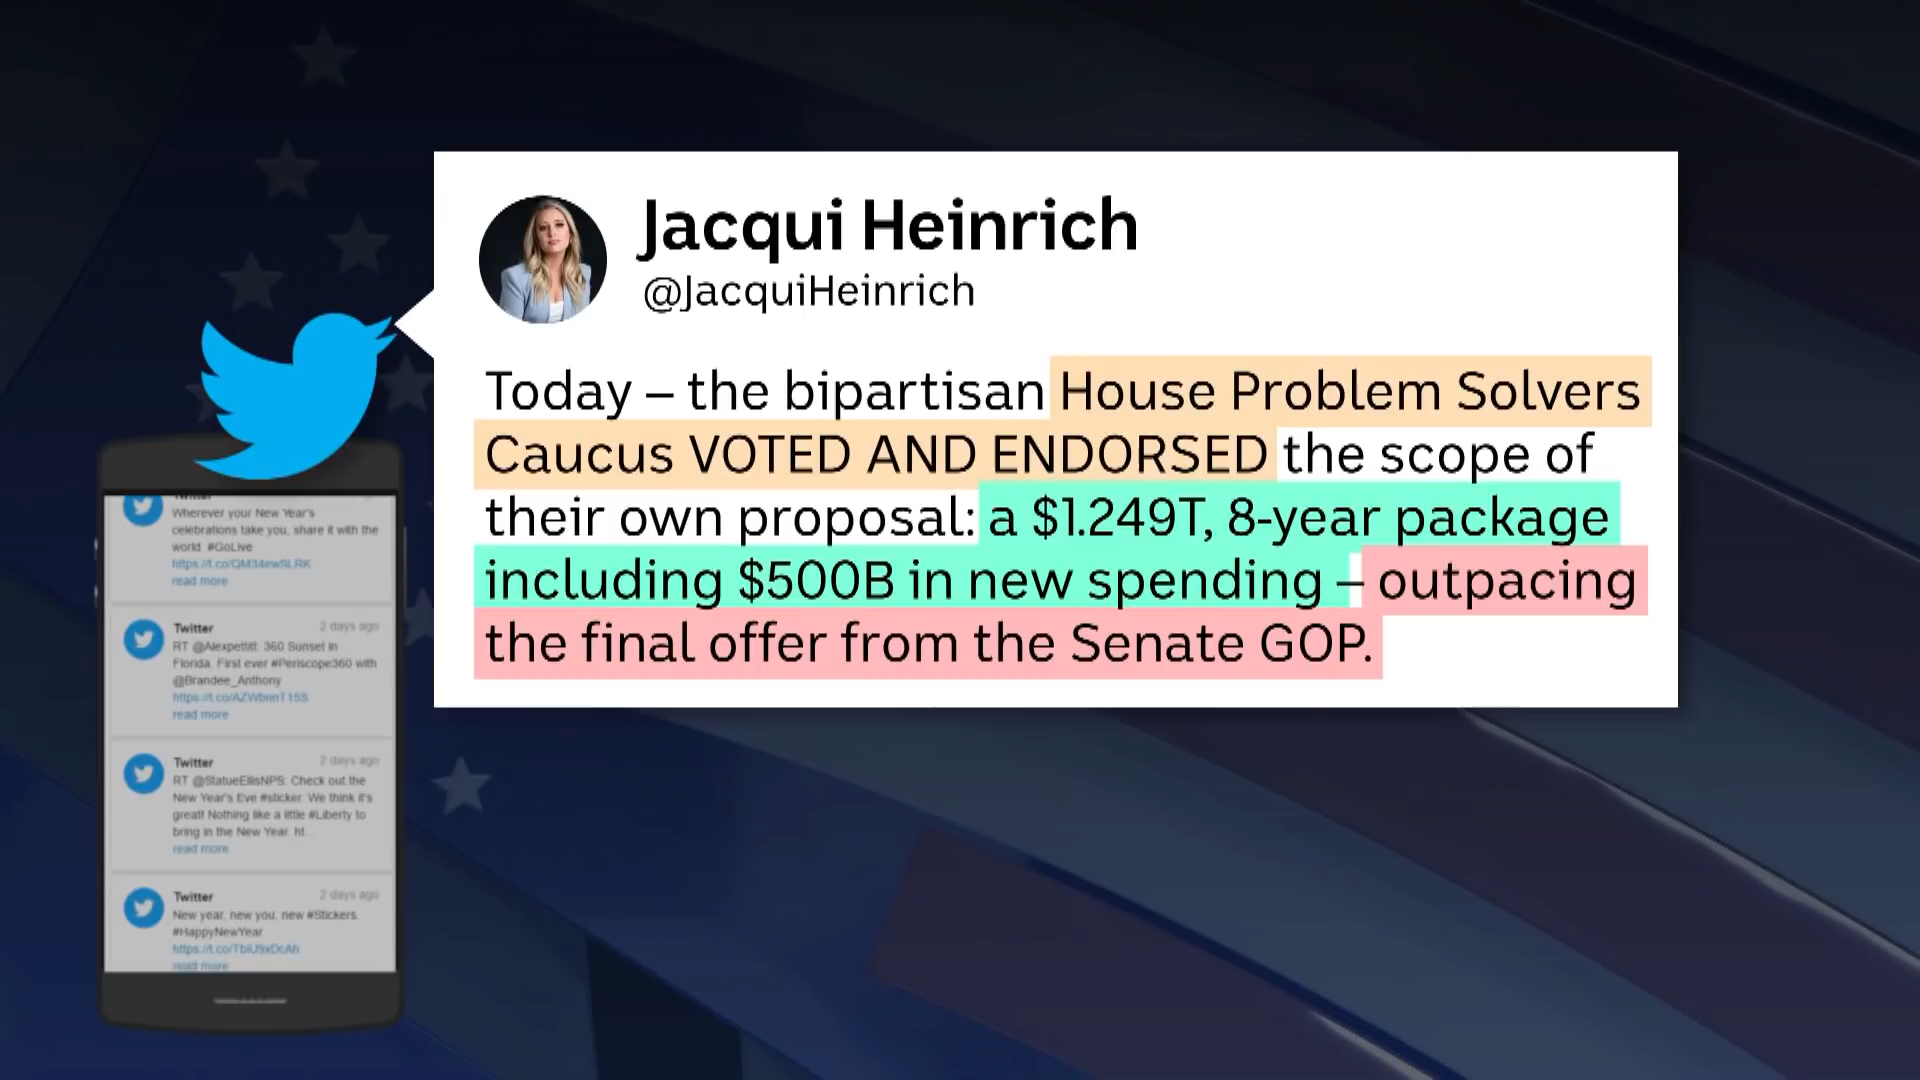 Jacqui Heinrich
@JacquiHeinrich
Today – the bipartisan House Problem Solvers
Caucus VOTED AND ENDORSED the scope of
their own proposal: a $1.249T, 8-year package
including $500B in new spending – outpacing
the final offer from the Senate GOP.
Twitter
Wherever your New Year's
celebrations take you, share it with the
world #GoLive
read more
Twitter 2 days ago
RT @Alexpettitt: 360 Sunset in
Florida. First ever #Periscope360 with
@Brandee_Anthony
read more
Twitter 2 days ago
RT @StatueEllisNPS: Check out the
New Year's Eve #sticker. We think it's
great! Nothing like a little #Liberty to
bring in the New Year. ht...
read more
Twitter 2 days ago
New year, new you, new #Stickers.
#HappyNewYear
read more